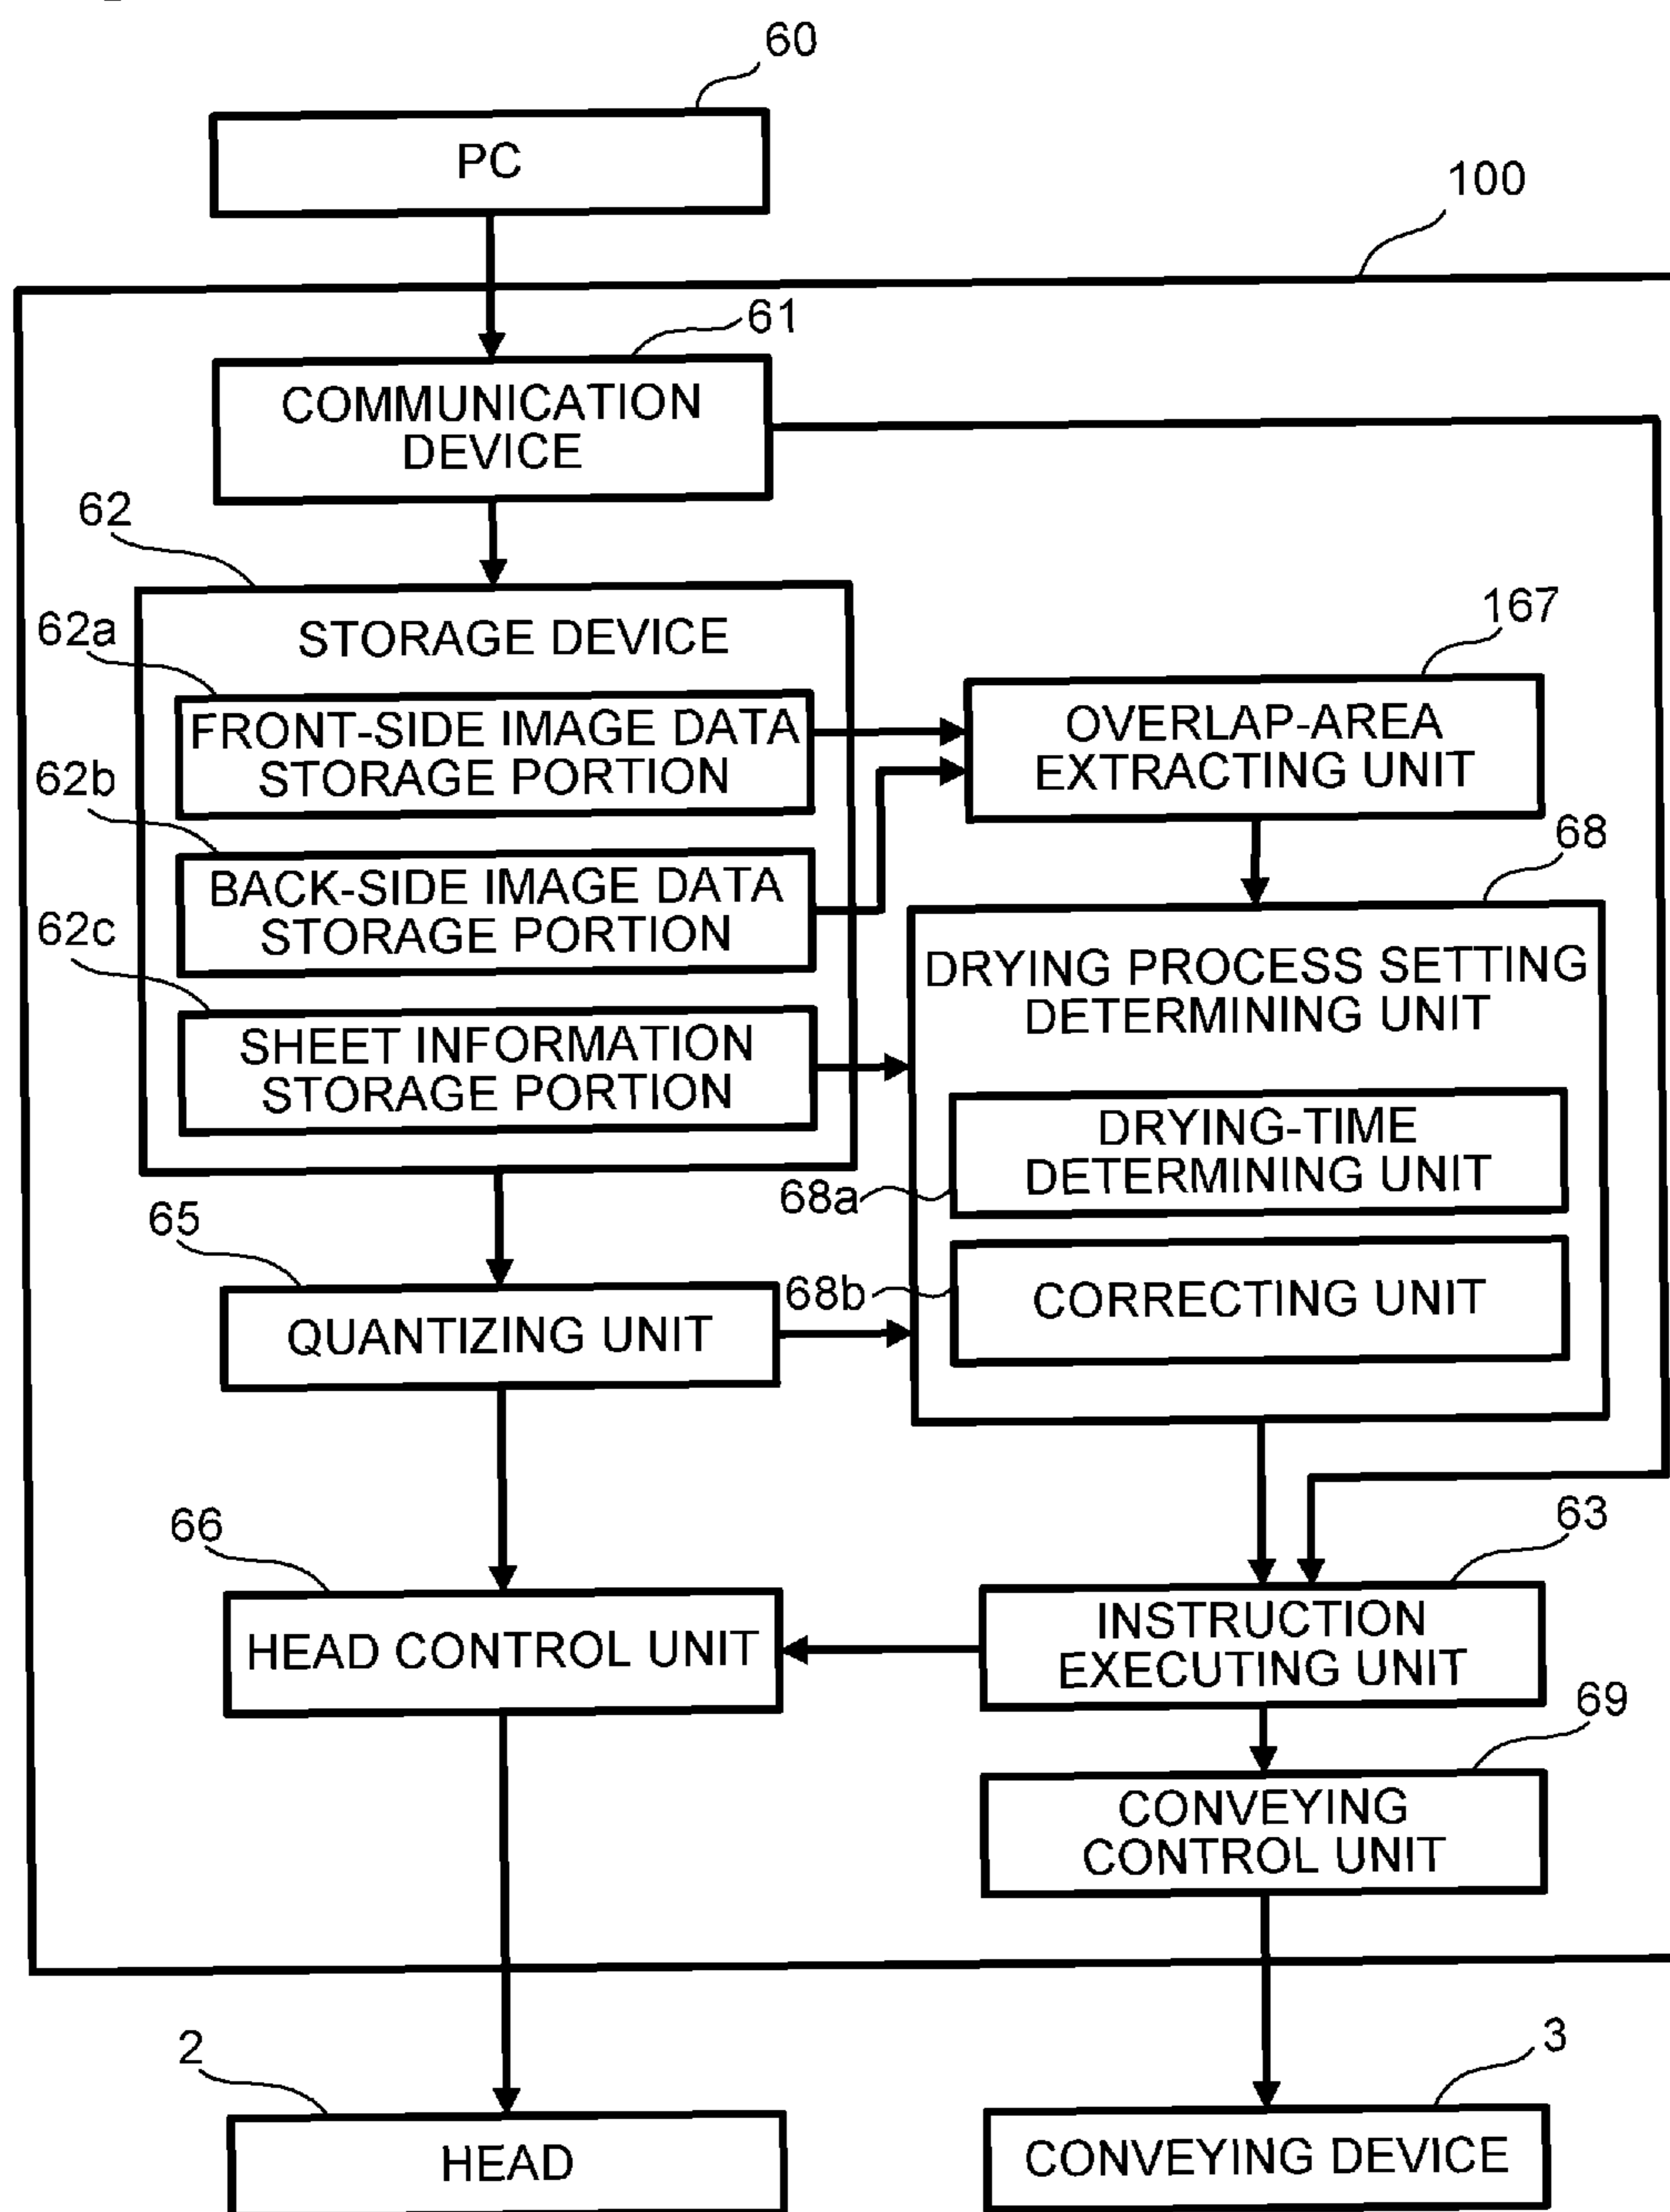 60
PC
100
61
COMMUNICATION
DEVICE
62
62a
STORAGE DEVICE
167
FRONT-SIDE IMAGE DATA
STORAGE PORTION
OVERLAP-AREA
EXTRACTING UNIT
62b
68
BACK-SIDE IMAGE DATA
STORAGE PORTION
62c
DRYING PROCESS SETTING
DETERMINING UNIT
SHEET INFORMATION
STORAGE PORTION
DRYING-TIME
DETERMINING UNIT
68a
65
68b
CORRECTING UNIT
QUANTIZING UNIT
66
63
HEAD CONTROL UNIT
INSTRUCTION
EXECUTING UNIT
69
CONVEYING
CONTROL UNIT
2
3
HEAD
CONVEYING DEVICE